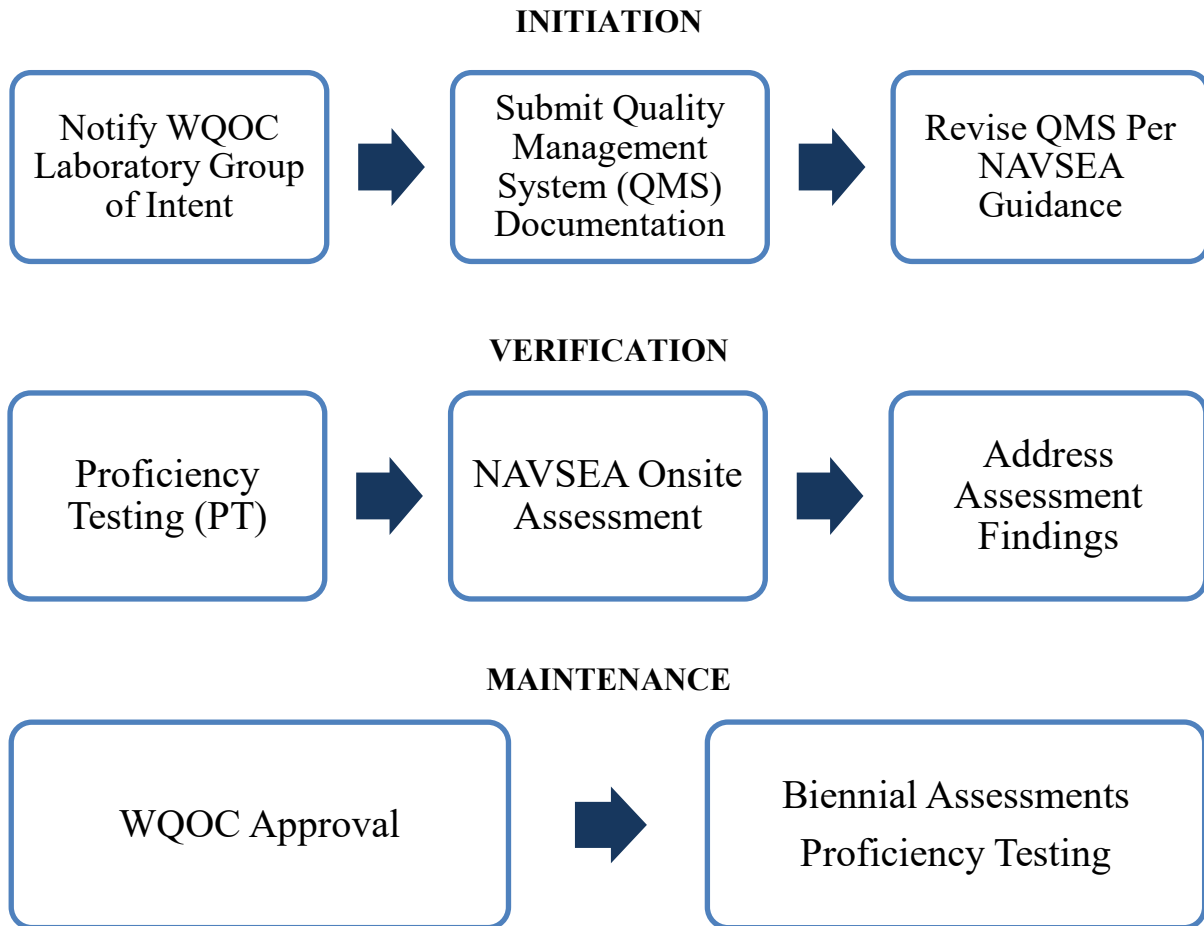 INITIATION
Notify WQOC
Laboratory Group
of Intent
Submit Quality
Management
System (QMS)
Documentation
Revise QMS Per
NAVSEA
Guidance
VERIFICATION
Proficiency
Testing (PT)
NAVSEA Onsite
Assessment
Address
Assessment
Findings
MAINTENANCE
WQOC Approval
Biennial Assessments
Proficiency Testing